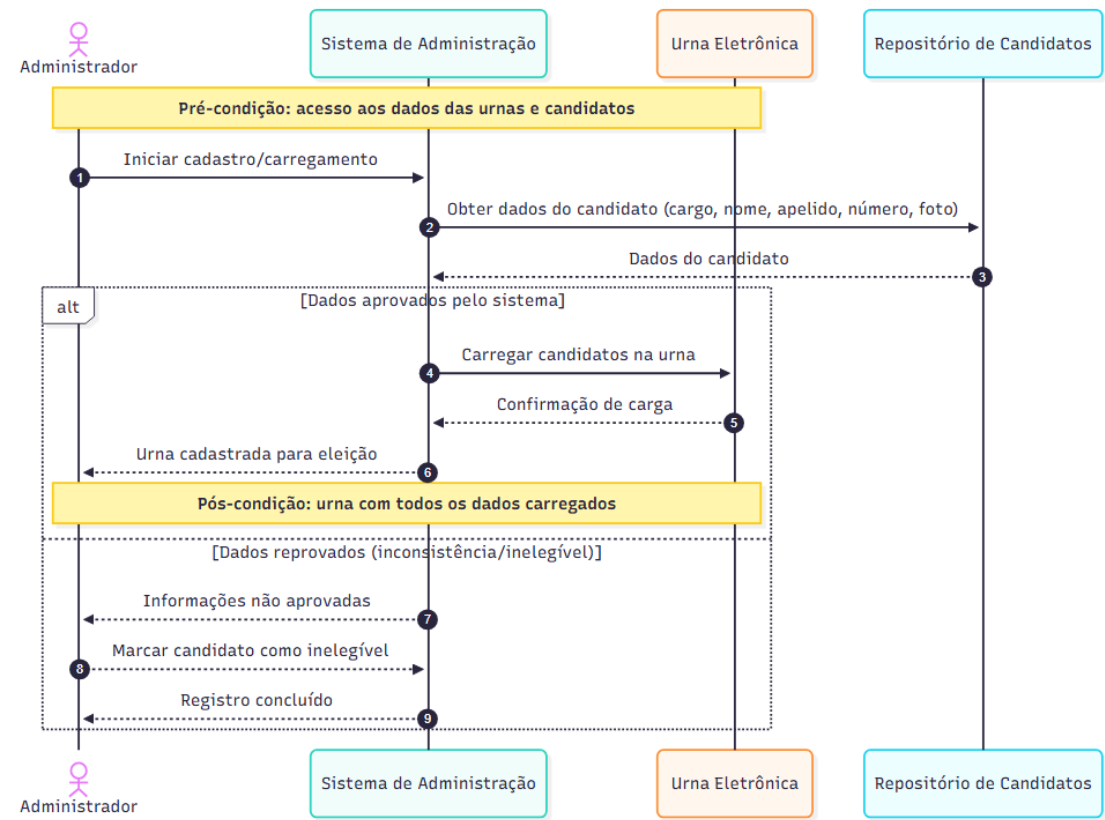 Administrador
Sistema de Administração
Urna Eletrônica
Repositório de Candidatos
Pré-condição: acesso aos dados das urnas e candidatos
Iniciar cadastro/carregamento
1
Obter dados do candidato (cargo, nome, apelido, número, foto)
2
Dados do candidato
3
alt
[Dados aprovados pelo sistema]
Carregar candidatos na urna
4
Confirmação de carga
5
Urna cadastrada para eleição
6
Pós-condição: urna com todos os dados carregados
[Dados reprovados (inconsistência/inelegível)]
Informações não aprovadas
7
Marcar candidato como inelegível
8
Registro concluído
9
Administrador
Sistema de Administração
Urna Eletrônica
Repositório de Candidatos